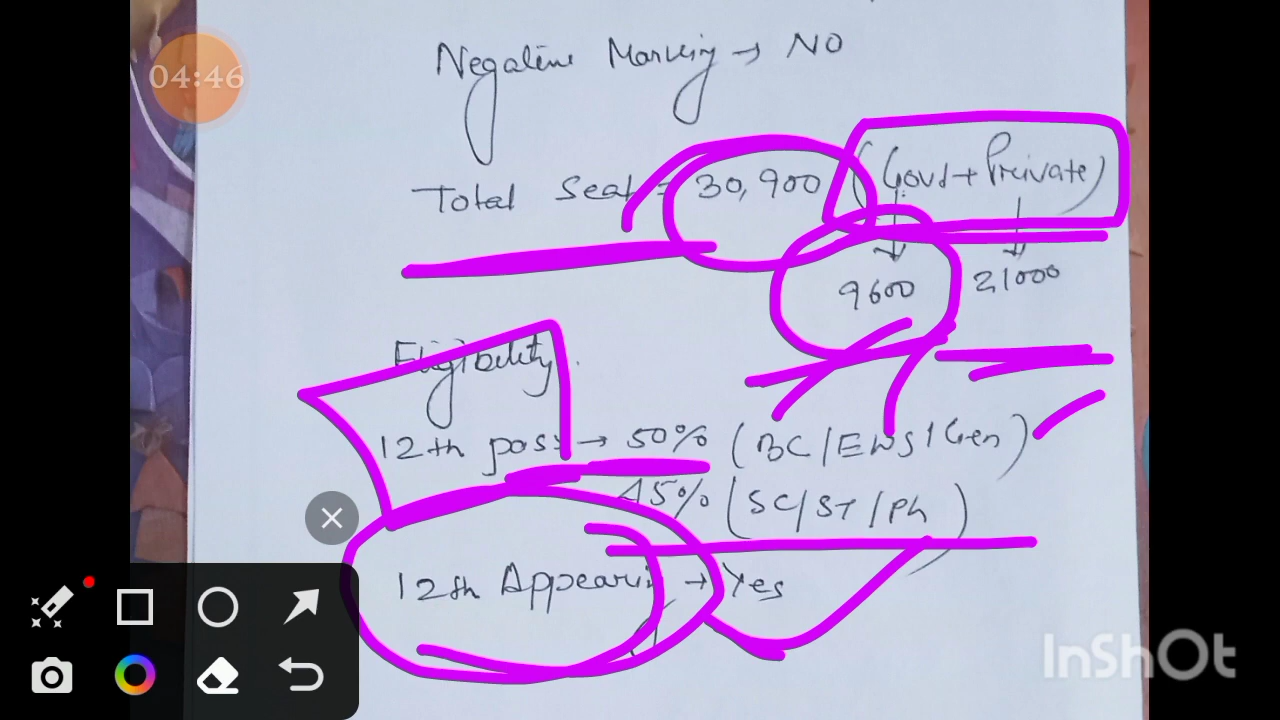 Negative Marking → NO
04:46
Total Seat = 30,900 (Govt + Private)
9600 21000
Eligibility
12th pass → 50% (BC/EWS/Gen)
45% (SC/ST/Ph)
12th Appearing → Yes
InShOt